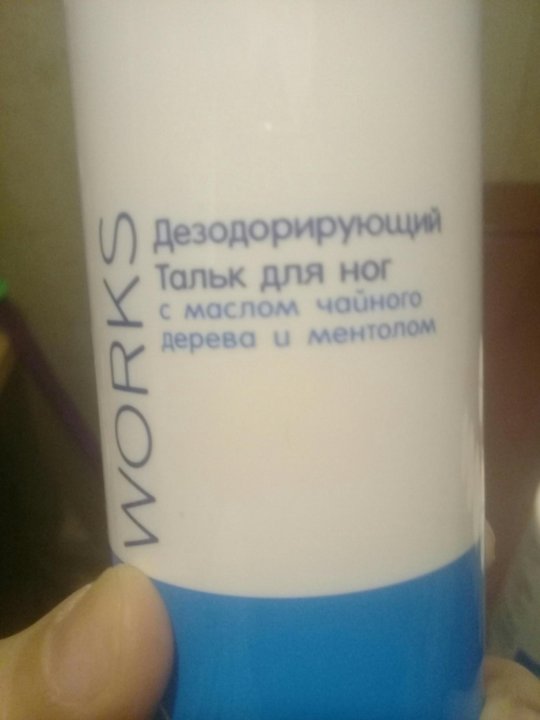 WORKS
Дезодорирующий
Тальк для ног
с маслом чайного
дерева и ментолом